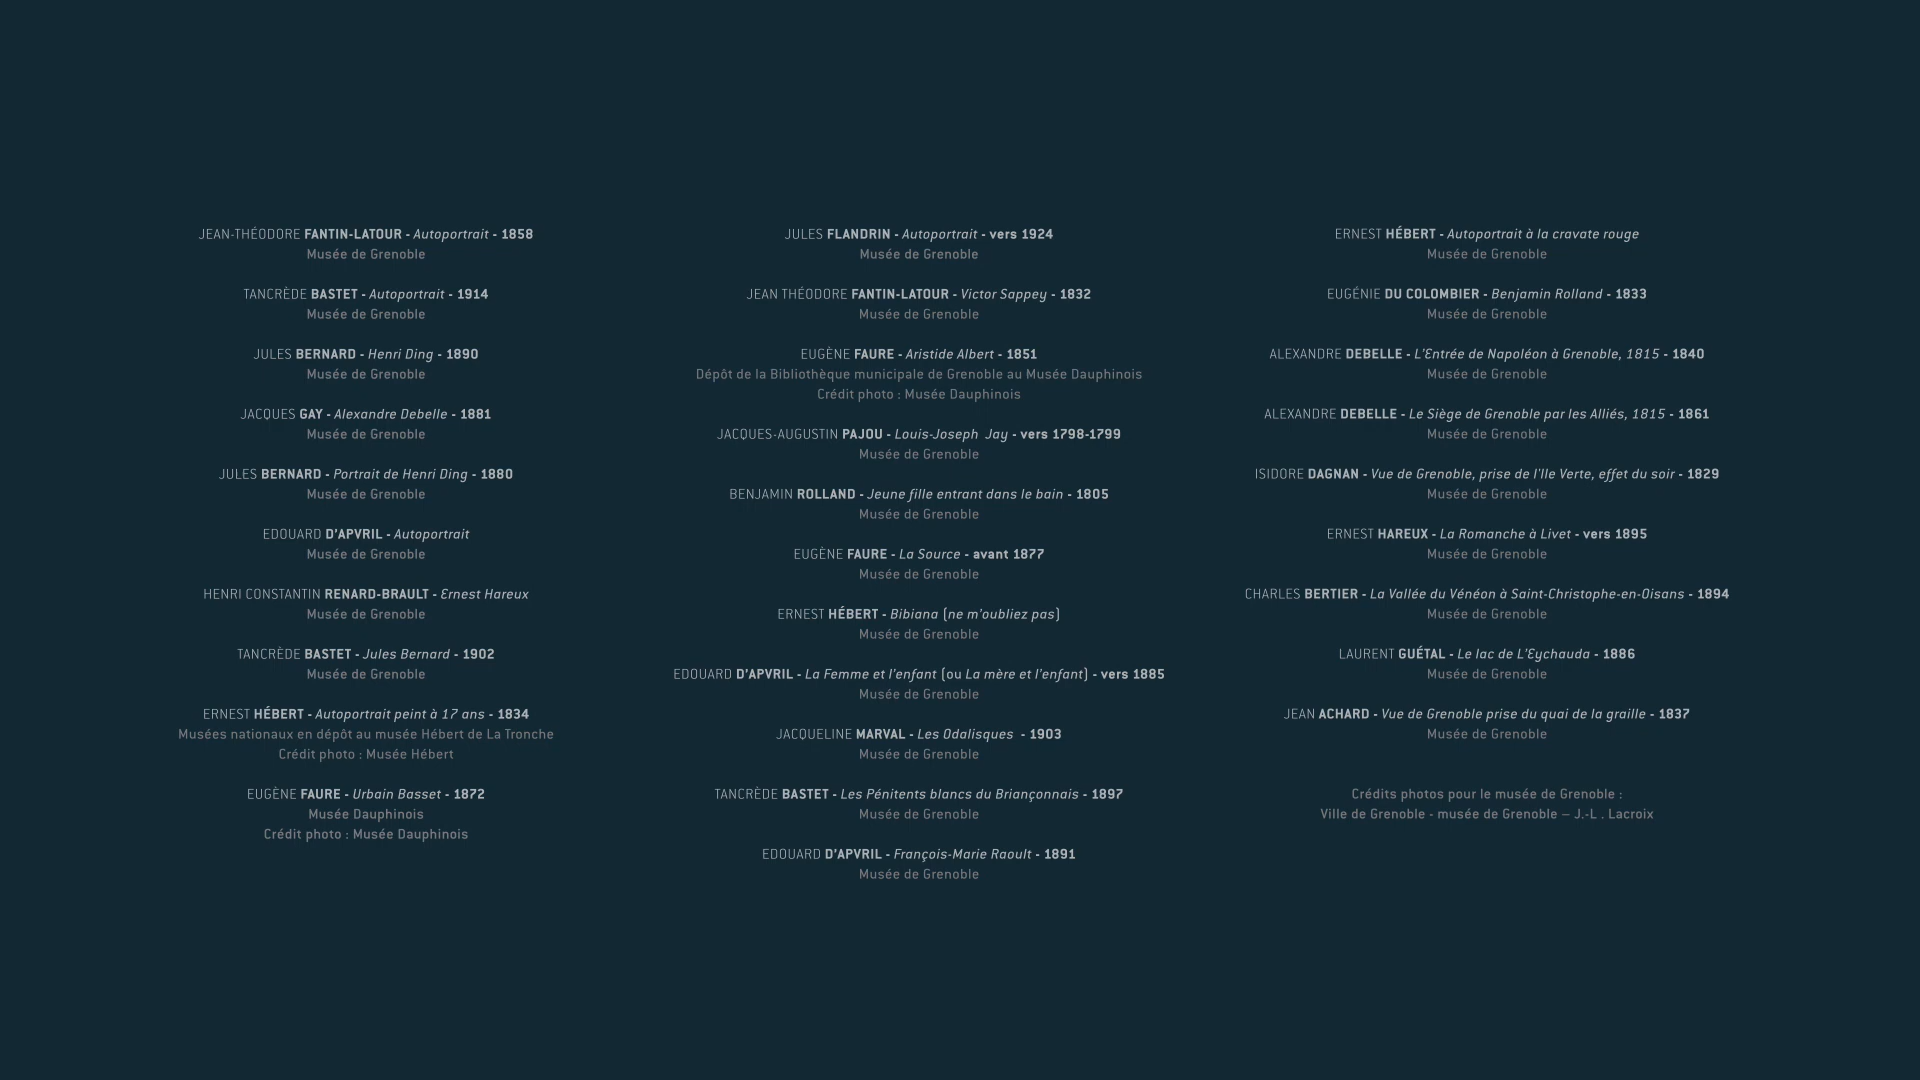 JEAN-THÉODORE FANTIN-LATOUR - Autoportrait - 1858
Musée de Grenoble
TANCRÈDE BASTET - Autoportrait - 1914
Musée de Grenoble
JULES BERNARD - Henri Ding - 1890
Musée de Grenoble
JACQUES GAY - Alexandre Debelle - 1881
Musée de Grenoble
JULES BERNARD - Portrait de Henri Ding - 1880
Musée de Grenoble
EDOUARD D'APVRIL - Autoportrait
Musée de Grenoble
HENRI CONSTANTIN RENARD-BRAULT - Ernest Hareux
Musée de Grenoble
TANCRÈDE BASTET - Jules Bernard - 1902
Musée de Grenoble
ERNEST HÉBERT - Autoportrait peint à 17 ans - 1834
Musées nationaux en dépôt au musée Hébert de La Tronche
Crédit photo : Musée Hébert
EUGÈNE FAURE - Urbain Basset - 1872
Musée Dauphinois
Crédit photo : Musée Dauphinois
JULES FLANDRIN - Autoportrait - vers 1924
Musée de Grenoble
JEAN THÉODORE FANTIN-LATOUR - Victor Sappey - 1832
Musée de Grenoble
EUGÈNE FAURE - Aristide Albert - 1851
Dépôt de la Bibliothèque municipale de Grenoble au Musée Dauphinois
Crédit photo : Musée Dauphinois
JACQUES-AUGUSTIN PAJOU - Louis-Joseph Jay - vers 1798-1799
Musée de Grenoble
BENJAMIN ROLLAND - Jeune fille entrant dans le bain - 1805
Musée de Grenoble
EUGÈNE FAURE - La Source - avant 1877
Musée de Grenoble
ERNEST HÉBERT - Bibiana (ne m'oubliez pas)
Musée de Grenoble
EDOUARD D'APVRIL - La Femme et l'enfant (ou La mère et l'enfant) - vers 1885
Musée de Grenoble
JACQUELINE MARVAL - Les Odalisques - 1903
Musée de Grenoble
TANCRÈDE BASTET - Les Pénitents blancs du Briançonnais - 1897
Musée de Grenoble
EDOUARD D'APVRIL - François-Marie Raoult - 1891
Musée de Grenoble
ERNEST HÉBERT - Autoportrait à la cravate rouge
Musée de Grenoble
EUGÉNIE DU COLOMBIER - Benjamin Rolland - 1833
Musée de Grenoble
ALEXANDRE DEBELLE - L'Entrée de Napoléon à Grenoble, 1815 - 1840
Musée de Grenoble
ALEXANDRE DEBELLE - Le Siège de Grenoble par les Alliés, 1815 - 1861
Musée de Grenoble
ISIDORE DAGNAN - Vue de Grenoble, prise de l'Ile Verte, effet du soir - 1829
Musée de Grenoble
ERNEST HAREUX - La Romanche à Livet - vers 1895
Musée de Grenoble
CHARLES BERTIER - La Vallée du Vénéon à Saint-Christophe-en-Oisans - 1894
Musée de Grenoble
LAURENT GUÉTAL - Le lac de L'Eychauda - 1886
Musée de Grenoble
JEAN ACHARD - Vue de Grenoble prise du quai de la graille - 1837
Musée de Grenoble
Crédits photos pour le musée de Grenoble :
Ville de Grenoble - musée de Grenoble – J.-L . Lacroix